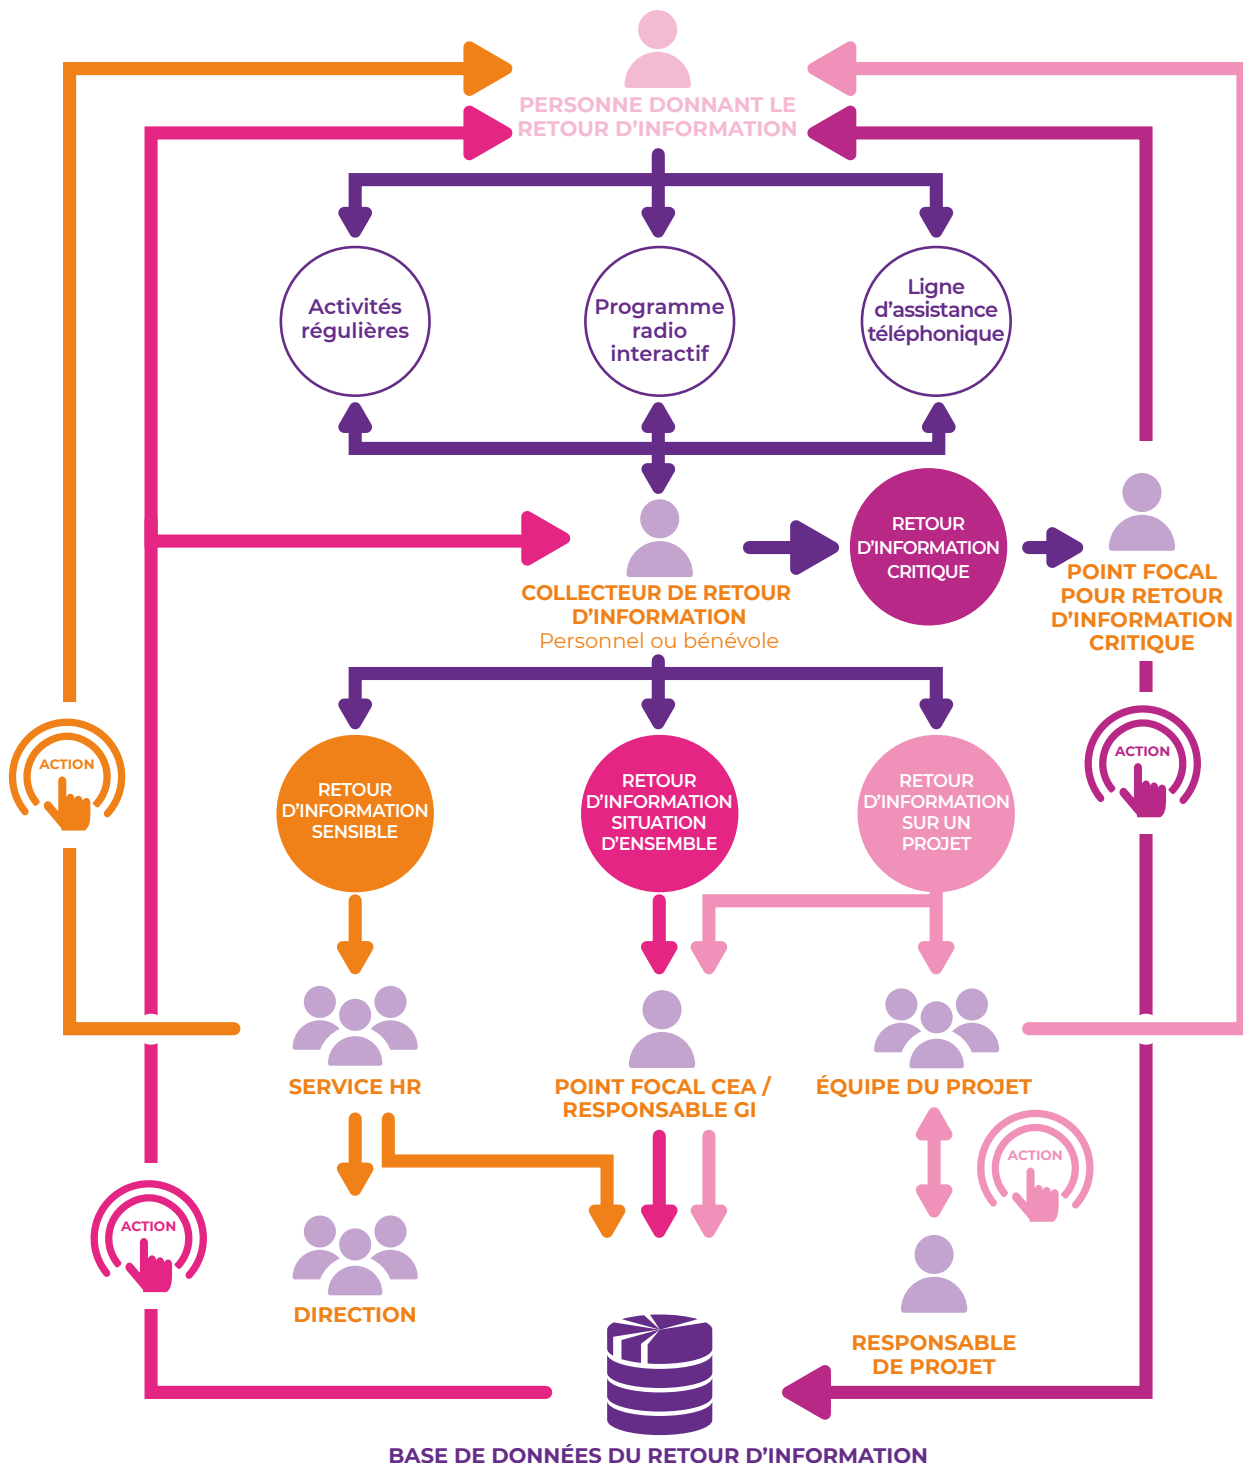 PERSONNE DONNANT LE
RETOUR D’INFORMATION
Activités
régulières
Programme
radio
interactif
Ligne
d’assistance
téléphonique
RETOUR
D’INFORMATION
CRITIQUE
COLLECTEUR DE RETOUR
D’INFORMATION
Personnel ou bénévole
POINT FOCAL
POUR RETOUR
D’INFORMATION
CRITIQUE
ACTION
RETOUR
D’INFORMATION
SENSIBLE
RETOUR
D’INFORMATION
SITUATION
D’ENSEMBLE
RETOUR
D’INFORMATION
SUR UN
PROJET
ACTION
SERVICE HR
POINT FOCAL CEA /
RESPONSABLE GI
ÉQUIPE DU PROJET
ACTION
ACTION
DIRECTION
RESPONSABLE
DE PROJET
BASE DE DONNÉES DU RETOUR D’INFORMATION